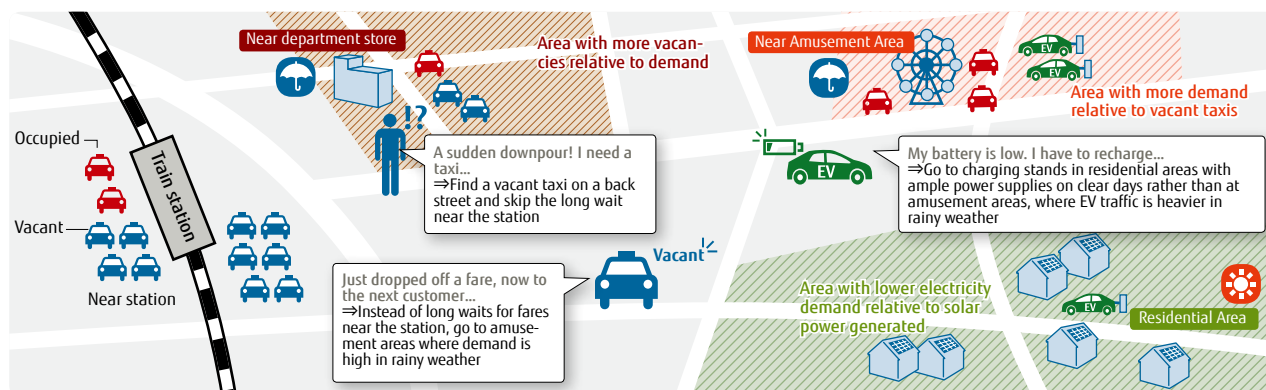 Near department store
Area with more vacan-
cies relative to demand
Near Amusement Area
EV
EV
Area with more demand
relative to vacant taxis
Occupied
Train station
Vacant
Near station
!?
A sudden downpour! I need a
taxi...
⇒Find a vacant taxi on a back
street and skip the long wait
near the station
EV
My battery is low. I have to recharge...
⇒Go to charging stands in residential areas with
ample power supplies on clear days rather than at
amusement areas, where EV traffic is heavier in
rainy weather
Vacant
Just dropped off a fare, now to
the next customer...
⇒Instead of long waits for fares
near the station, go to amuse-
ment areas where demand is
high in rainy weather
Area with lower electricity
demand relative to solar
power generated
EV
Residential Area